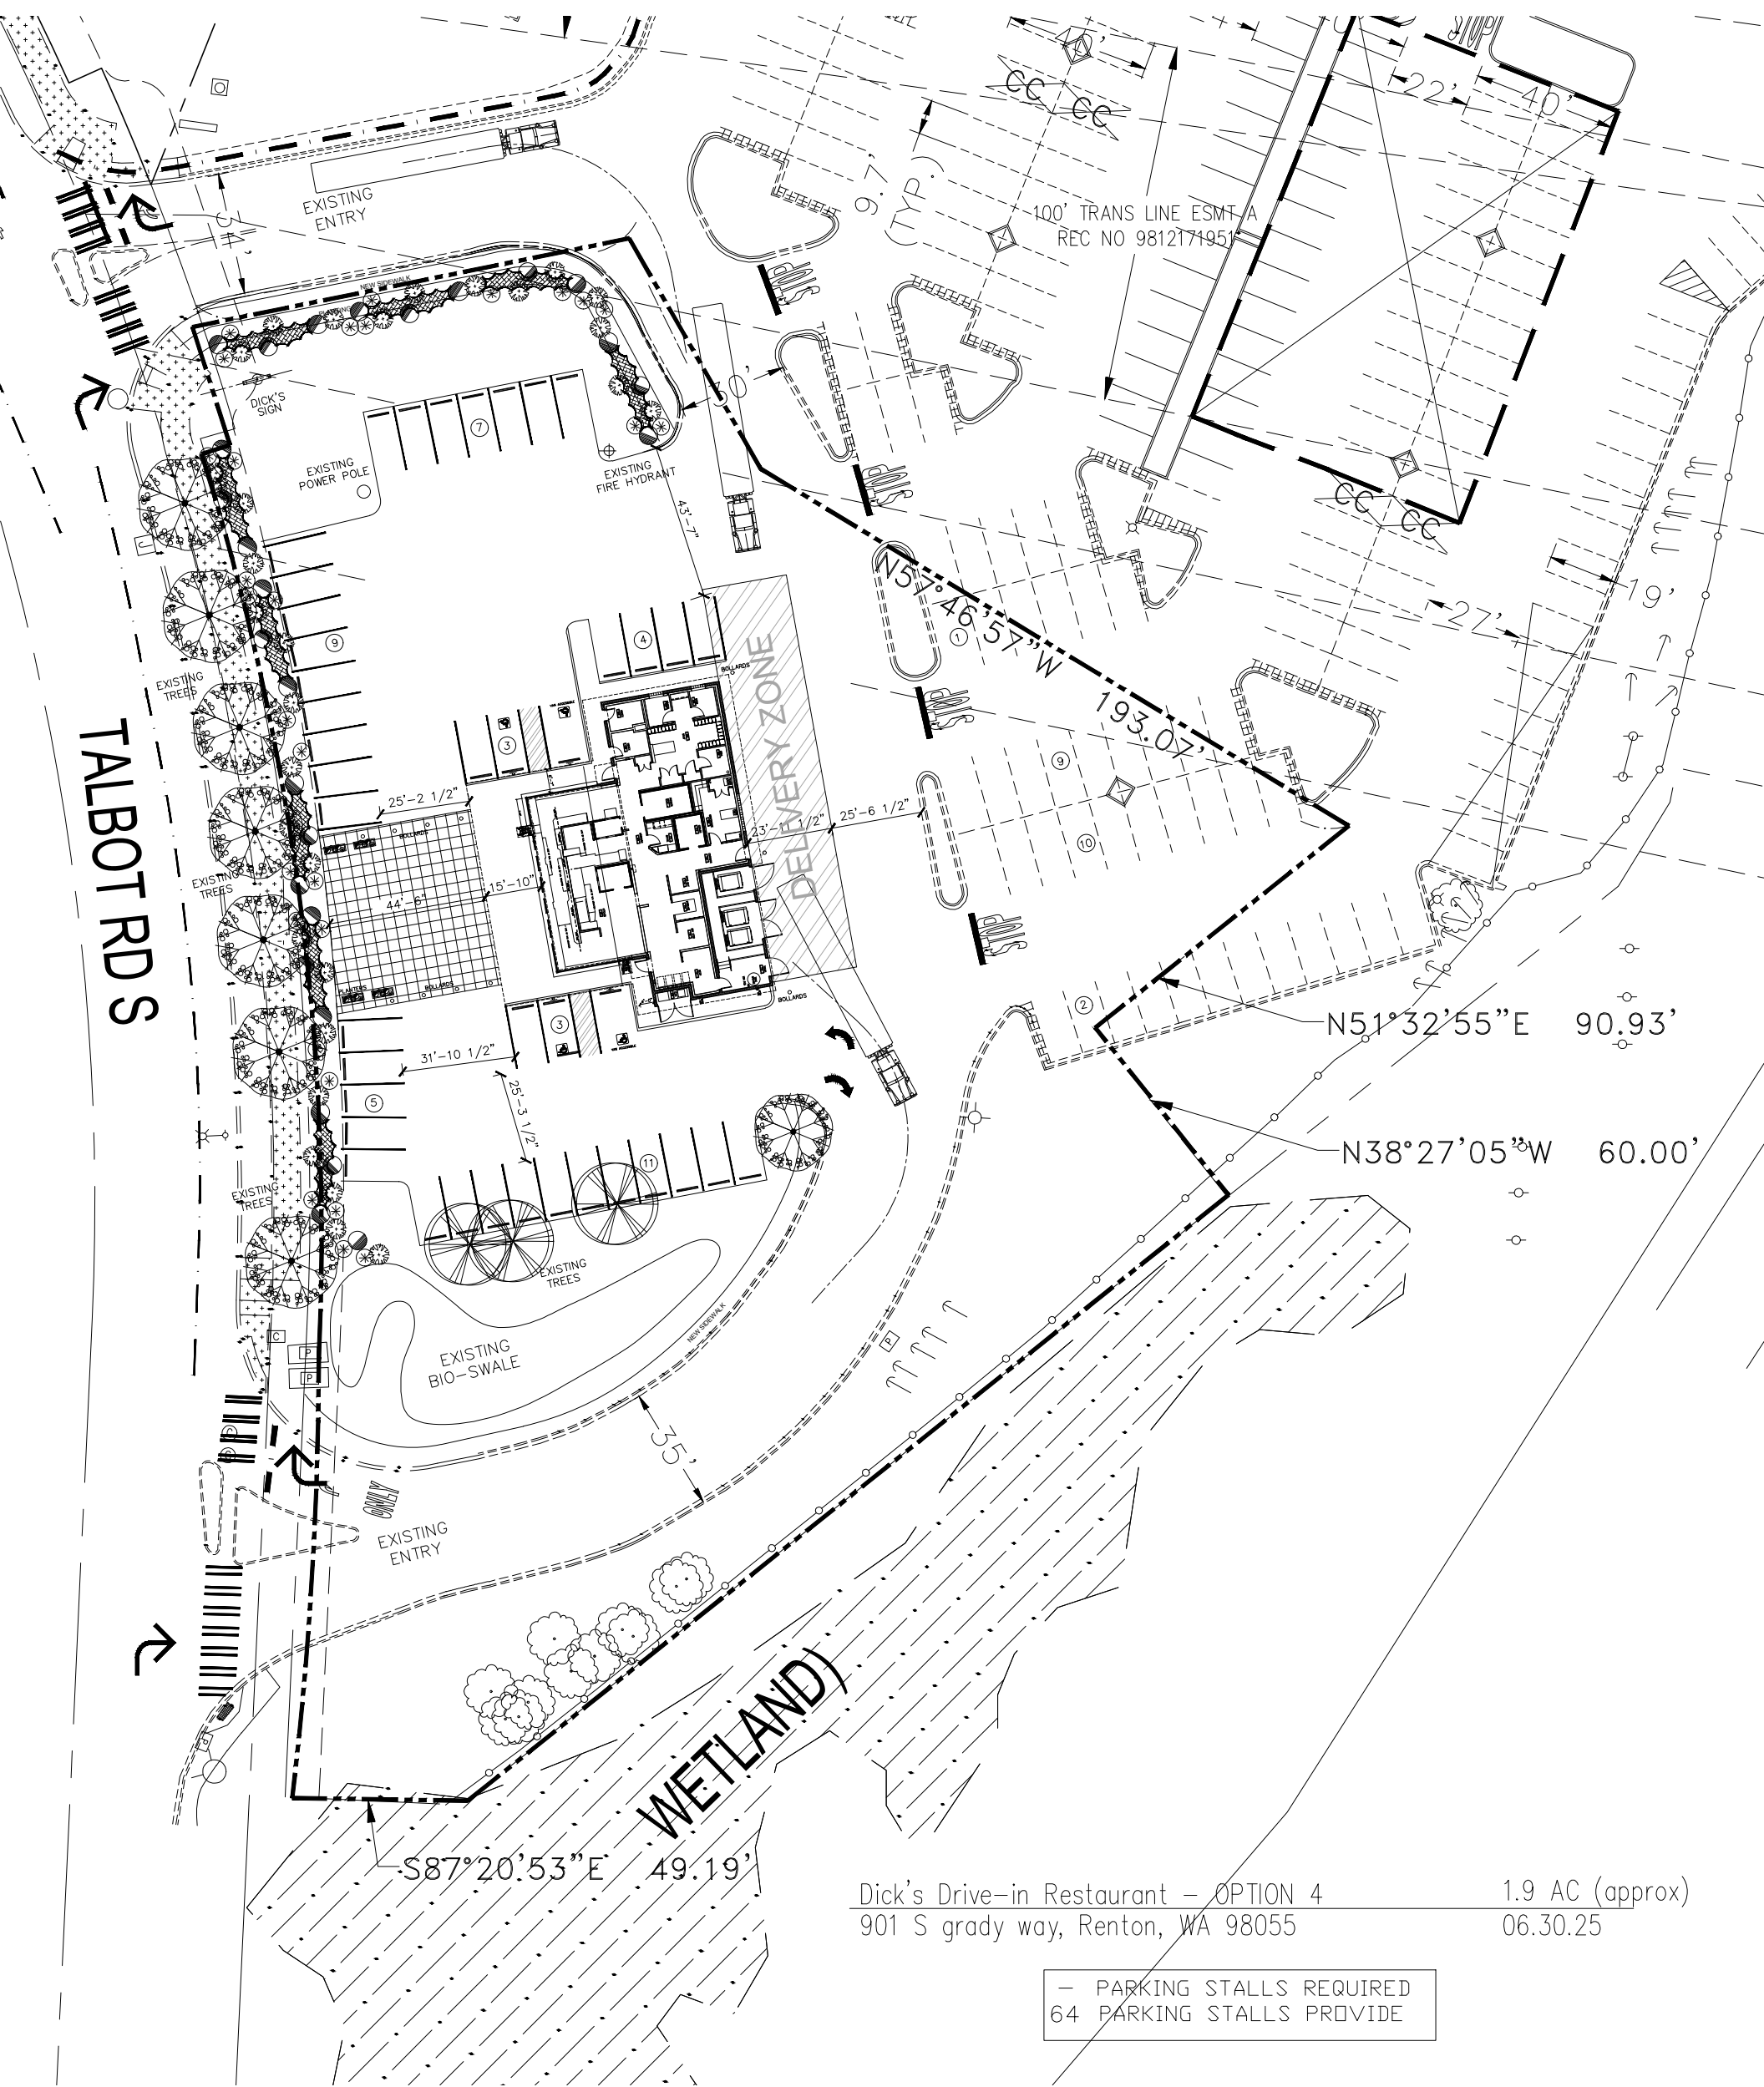 STOP!
40'
22'
40'
CC CC
EXISTING
ENTRY
34'
9.7'
(TYP.)
100' TRANS LINE ESMT A
REC NO 9812171951
NEW SIDEWALK
STOP
DICK'S
SIGN
7
EXISTING
POWER POLE
EXISTING
FIRE HYDRANT
43'-7"
STOP
CC CC
19'
27'
N57°46'57"W 193.07'
1
9
4
BOLLARDS
EXISTING
TREES
3
DELIVERY ZONE
STOP
9
10
TALBOT RD S
25'-2 1/2"
BOLLARDS
25'-6 1/2"
EXISTING
TREES
44'-6"
15'-10"
STOP
PLANTERS
BOLLARDS
BOLLARDS
2
3
N51°32'55"E 90.93'
31'-10 1/2"
25'-3 1/2"
5
11
N38°27'05"W 60.00'
EXISTING
TREES
EXISTING
TREES
NEW SIDEWALK
EXISTING
BIO-SWALE
C
P
P
P
35'
ONLY
EXISTING
ENTRY
WETLAND)
S87°20'53"E 49.19'
Dick's Drive-in Restaurant - OPTION 4 1.9 AC (approx)
901 S grady way, Renton, WA 98055 06.30.25
- PARKING STALLS REQUIRED
64 PARKING STALLS PROVIDE